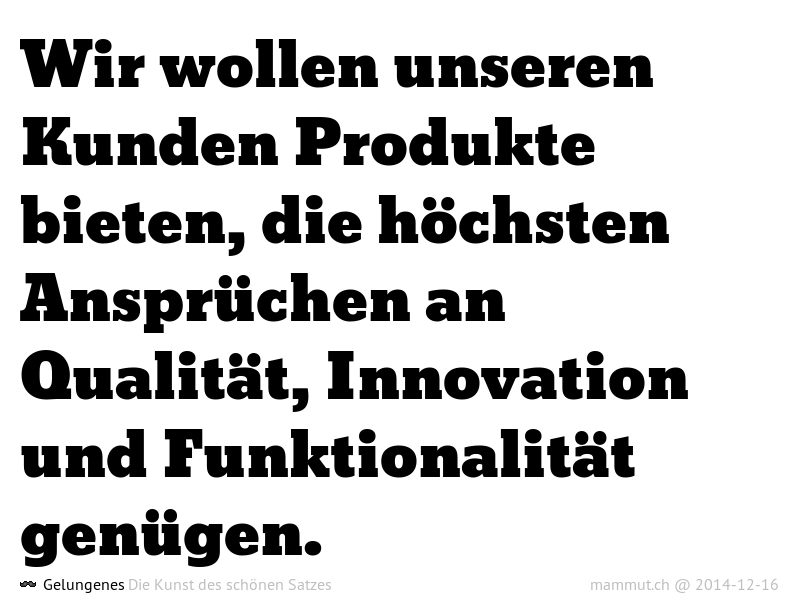 Wir wollen unseren
Kunden Produkte
bieten, die höchsten
Ansprüchen an
Qualität, Innovation
und Funktionalität
genügen.
Gelungenes Die Kunst des schönen Satzes mammut.ch @ 2014-12-16